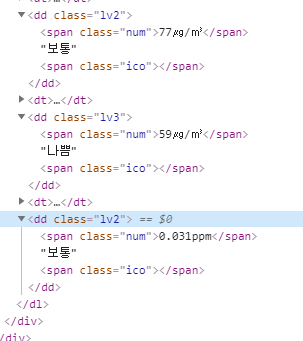 ▼<dd class="lv2">
<span class="num">77㎍/㎥</span>
"보통"
<span class="ico"></span>
</dd>
▶<dt>…</dt>
▼<dd class="lv3">
<span class="num">59㎍/㎥</span>
"나쁨"
<span class="ico"></span>
</dd>
▶<dt>…</dt>
▼<dd class="lv2"> == $0
<span class="num">0.031ppm</span>
"보통"
<span class="ico"></span>
</dd>
</dl>
</div>
</div>